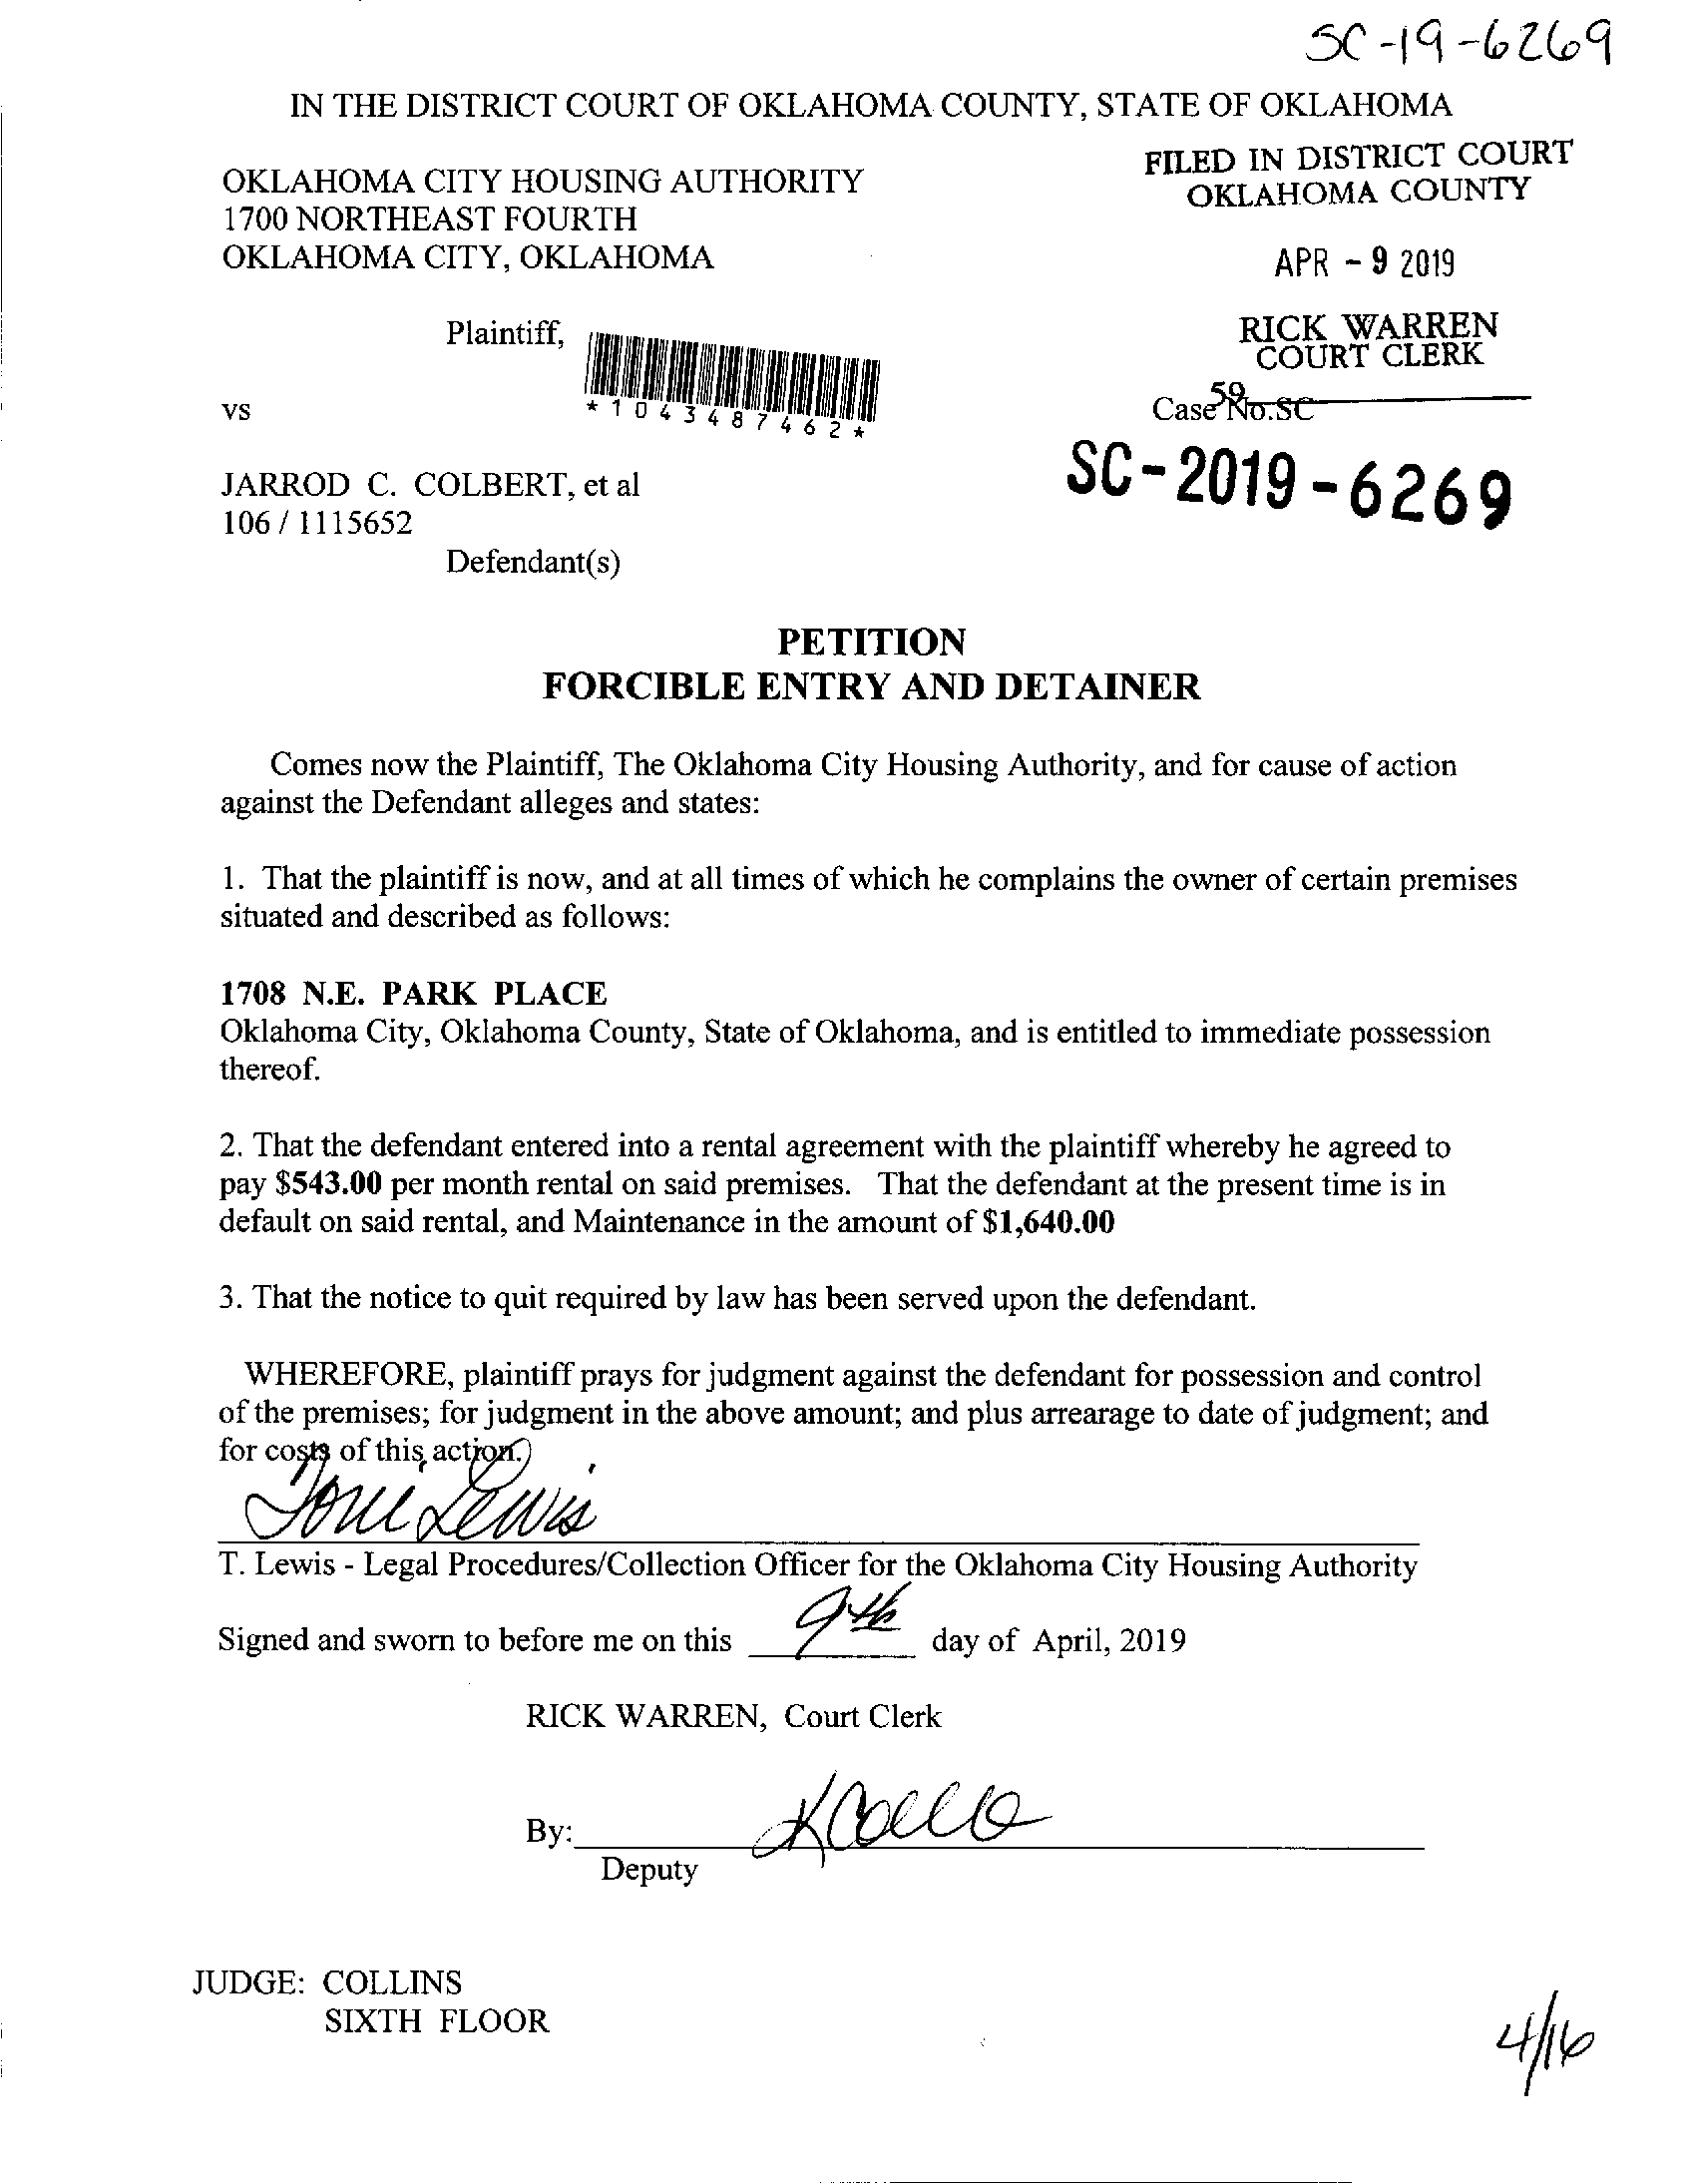 SC-19-6269
IN THE DISTRICT COURT OF OKLAHOMA COUNTY, STATE OF OKLAHOMA
FILED IN DISTRICT COURT
OKLAHOMA COUNTY
OKLAHOMA CITY HOUSING AUTHORITY
1700 NORTHEAST FOURTH
OKLAHOMA CITY, OKLAHOMA
APR - 9 2019
Plaintiff,
RICK WARREN
COURT CLERK
*1043487462*
59
vs
Case No.SC
SC-2019-6269
JARROD C. COLBERT, et al
106 / 1115652
Defendant(s)
PETITION
FORCIBLE ENTRY AND DETAINER
Comes now the Plaintiff, The Oklahoma City Housing Authority, and for cause of action
against the Defendant alleges and states:
1. That the plaintiff is now, and at all times of which he complains the owner of certain premises
situated and described as follows:
1708 N.E. PARK PLACE
Oklahoma City, Oklahoma County, State of Oklahoma, and is entitled to immediate possession
thereof.
2. That the defendant entered into a rental agreement with the plaintiff whereby he agreed to
pay $543.00 per month rental on said premises. That the defendant at the present time is in
default on said rental, and Maintenance in the amount of $1,640.00
3. That the notice to quit required by law has been served upon the defendant.
WHEREFORE, plaintiff prays for judgment against the defendant for possession and control
of the premises; for judgment in the above amount; and plus arrearage to date of judgment; and
for costs of this action.
Toni Lewis
T. Lewis - Legal Procedures/Collection Officer for the Oklahoma City Housing Authority
Signed and sworn to before me on this 9th day of April, 2019
RICK WARREN, Court Clerk
By:
Deputy
JUDGE: COLLINS
SIXTH FLOOR
4/16